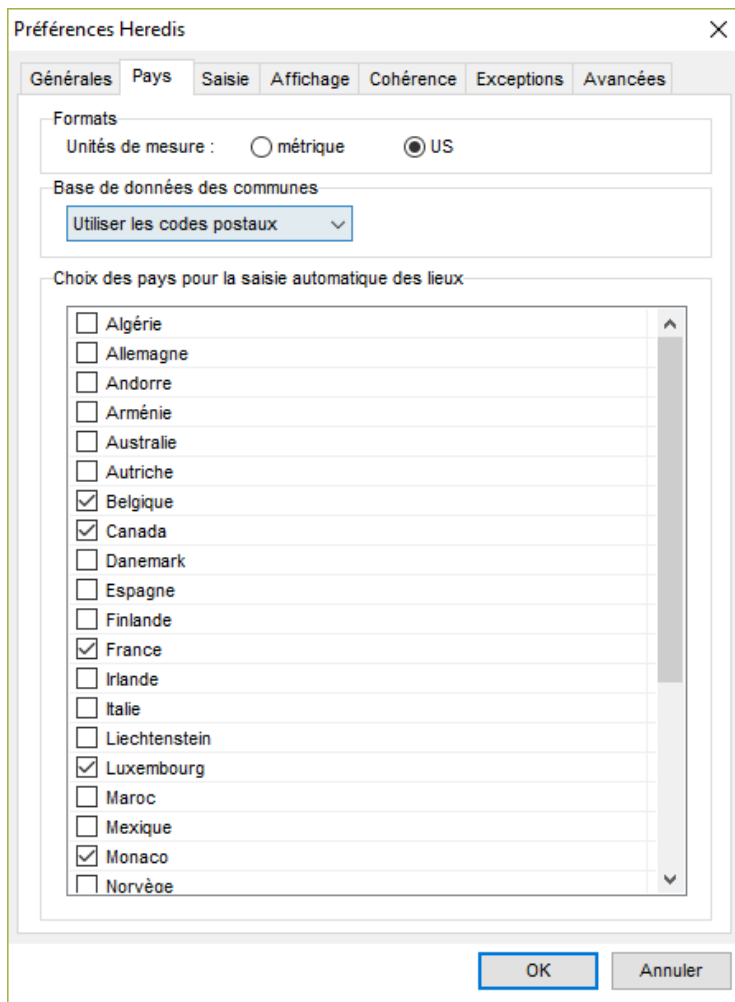 Préférences Heredis
Générales Pays Saisie Affichage Cohérence Exceptions Avancées
Formats
Unités de mesure : métrique US
Base de données des communes
Utiliser les codes postaux
Choix des pays pour la saisie automatique des lieux
Algérie
Allemagne
Andorre
Arménie
Australie
Autriche
Belgique
Canada
Danemark
Espagne
Finlande
France
Irlande
Italie
Liechtenstein
Luxembourg
Maroc
Mexique
Monaco
Norvège
OK Annuler